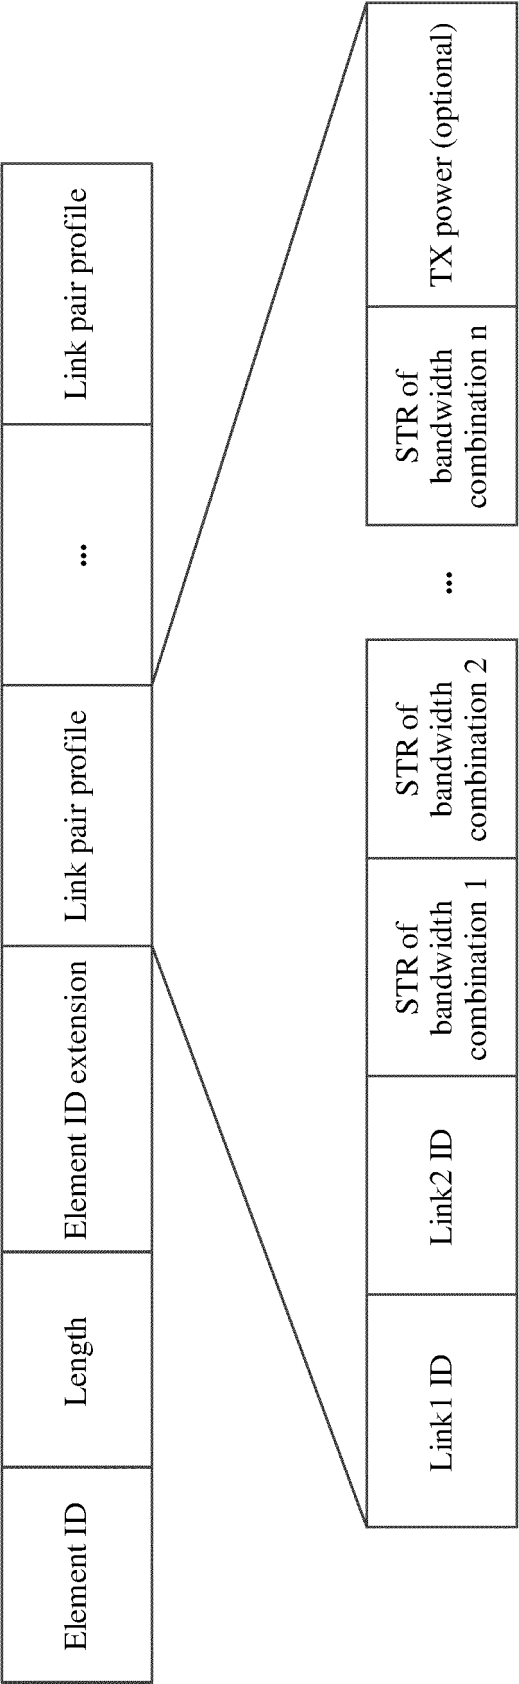 Element ID
Length
Element ID extension
Link pair profile
...
Link pair profile
Link1 ID
Link2 ID
STR of
bandwidth
combination 1
STR of
bandwidth
combination 2
...
STR of
bandwidth
combination n
TX power (optional)